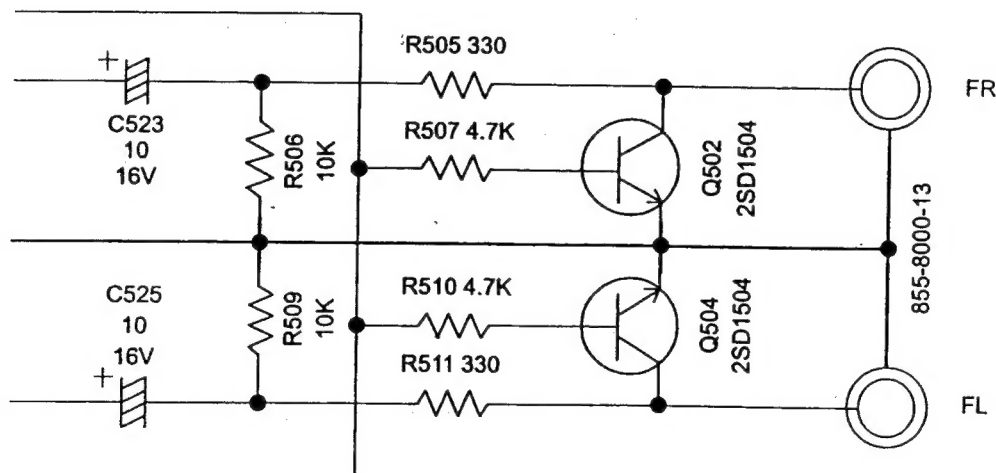 R505 330
FR
C523
10
16V
R506
10K
R507 4.7K
Q502
2SD1504
855-8000-13
C525
10
16V
R509
10K
R510 4.7K
Q504
2SD1504
R511 330
FL
+
+